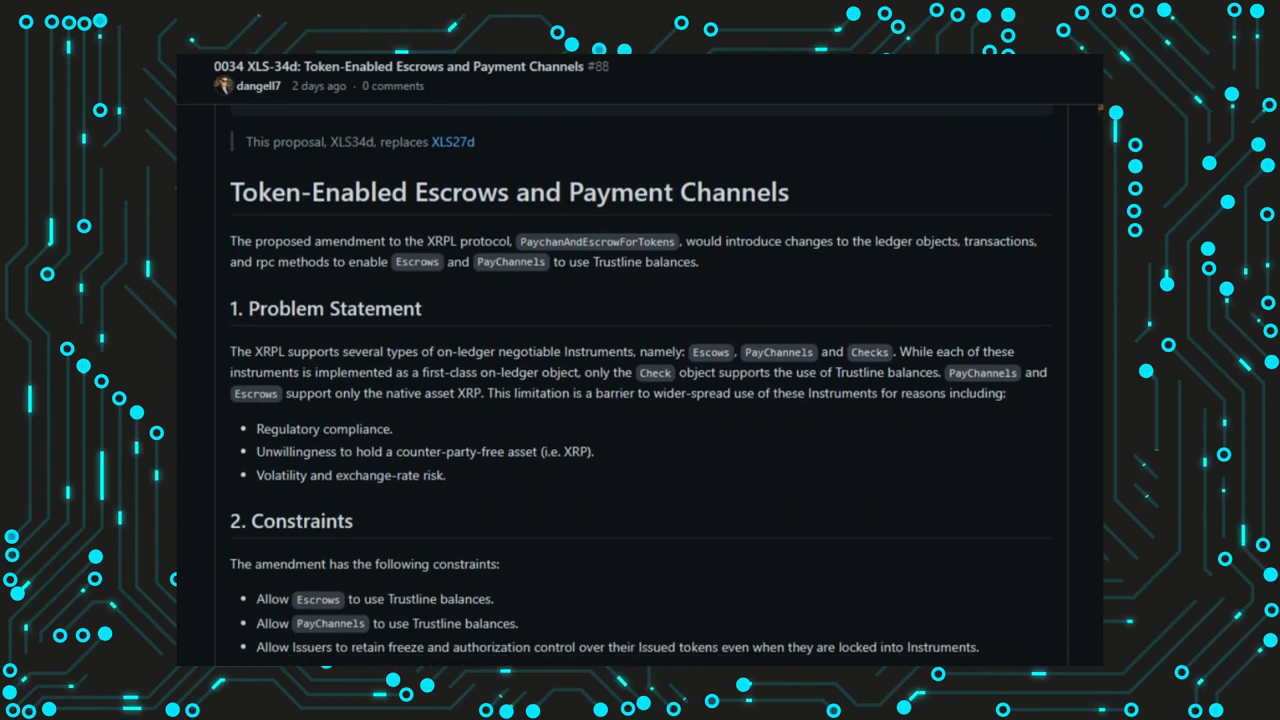 0034 XLS-34d: Token-Enabled Escrows and Payment Channels #88
dangell7 2 days ago · 0 comments
This proposal, XLS34d, replaces XLS27d
Token-Enabled Escrows and Payment Channels
The proposed amendment to the XRPL protocol, PaychanAndEscrowForTokens, would introduce changes to the ledger objects, transactions,
and rpc methods to enable Escrows and PayChannels to use Trustline balances.
1. Problem Statement
The XRPL supports several types of on-ledger negotiable Instruments, namely: Escows, PayChannels and Checks. While each of these
instruments is implemented as a first-class on-ledger object, only the Check object supports the use of Trustline balances. PayChannels and
Escrows support only the native asset XRP. This limitation is a barrier to wider-spread use of these Instruments for reasons including:
• Regulatory compliance.
• Unwillingness to hold a counter-party-free asset (i.e. XRP).
• Volatility and exchange-rate risk.
2. Constraints
The amendment has the following constraints:
• Allow Escrows to use Trustline balances.
• Allow PayChannels to use Trustline balances.
• Allow Issuers to retain freeze and authorization control over their Issued tokens even when they are locked into Instruments.